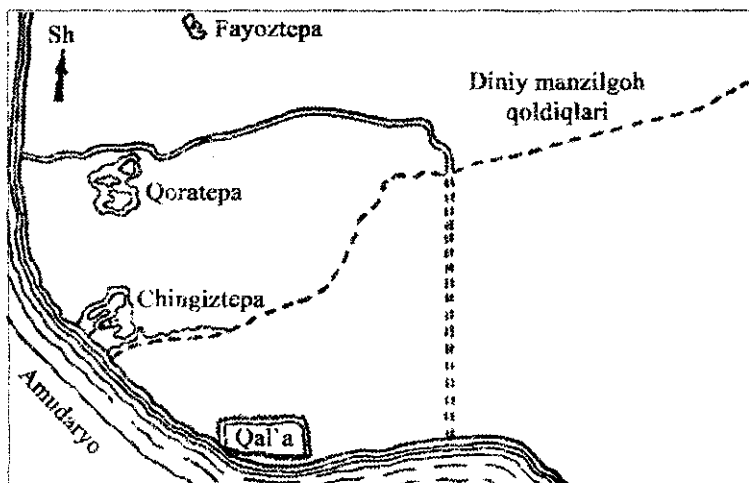 Sh
Fayoztepa
Diniy manzilgoh
qoldiqlari
Qoratepa
Chingiztepa
Amudaryo
Qal'a